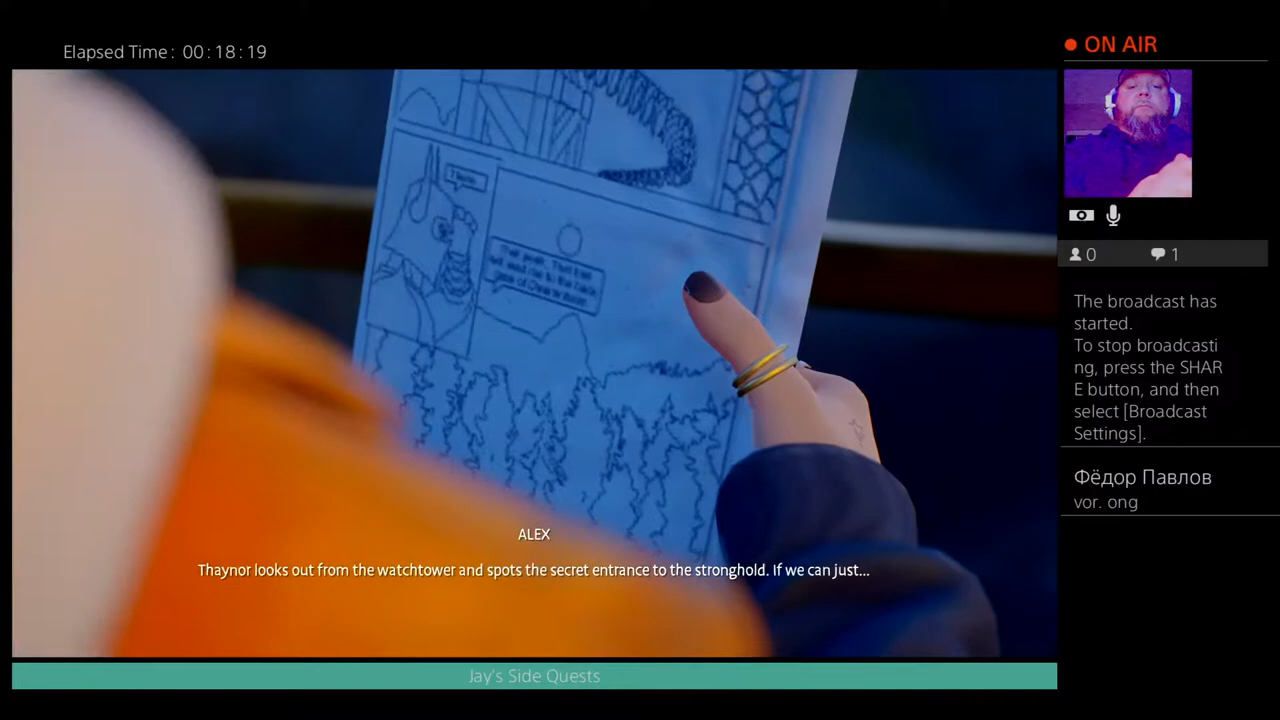 Elapsed Time: 00:18:19
ON AIR
0
1
The broadcast has
started.
To stop broadcasti
ng, press the SHAR
E button, and then
select [Broadcast
Settings].
Фёдор Павлов
vor. ong
ALEX
Thaynor looks out from the watchtower and spots the secret entrance to the stronghold. If we can just...
Jay's Side Quests